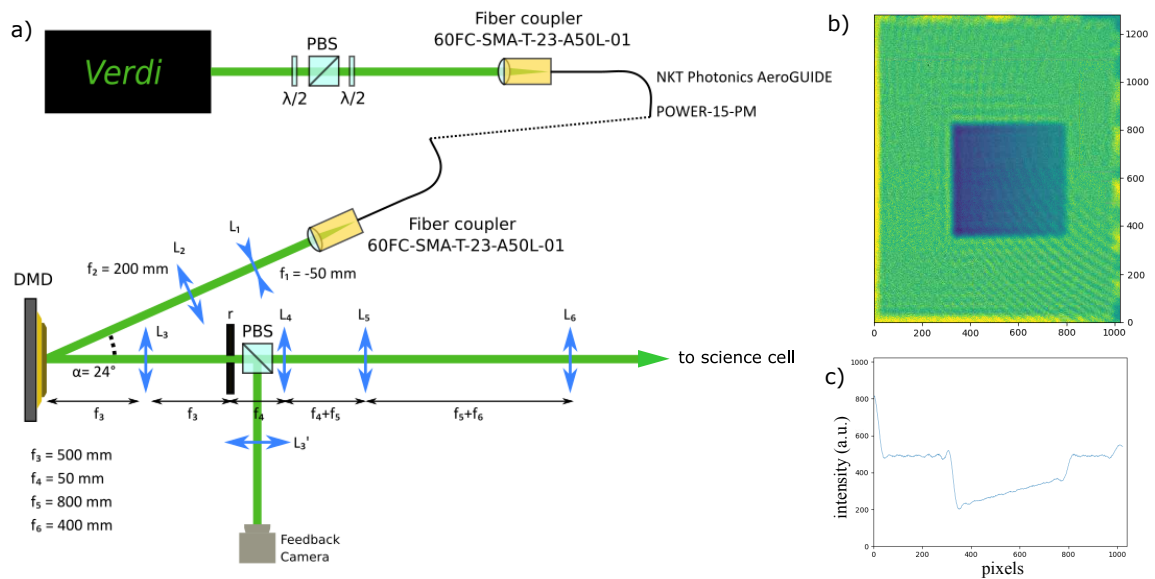 a)
Verdi
λ/2
PBS
λ/2
Fiber coupler
60FC-SMA-T-23-A50L-01
NKT Photonics AeroGUIDE
POWER-15-PM
Fiber coupler
60FC-SMA-T-23-A50L-01
L₁
f₁ = -50 mm
L₂
f₂ = 200 mm
DMD
α= 24°
L₃
r
PBS
L₄
L₅
L₆
to science cell
f₃
f₃
f₄
f₄+f₅
f₅+f₆
L₃'
f₃ = 500 mm
f₄ = 50 mm
f₅ = 800 mm
f₆ = 400 mm
Feedback
Camera
b)
1200
1000
800
600
400
200
0
0 200 400 600 800 1000
c)
intensity (a.u.)
1000
800
600
400
200
0
0 200 400 600 800 1000
pixels